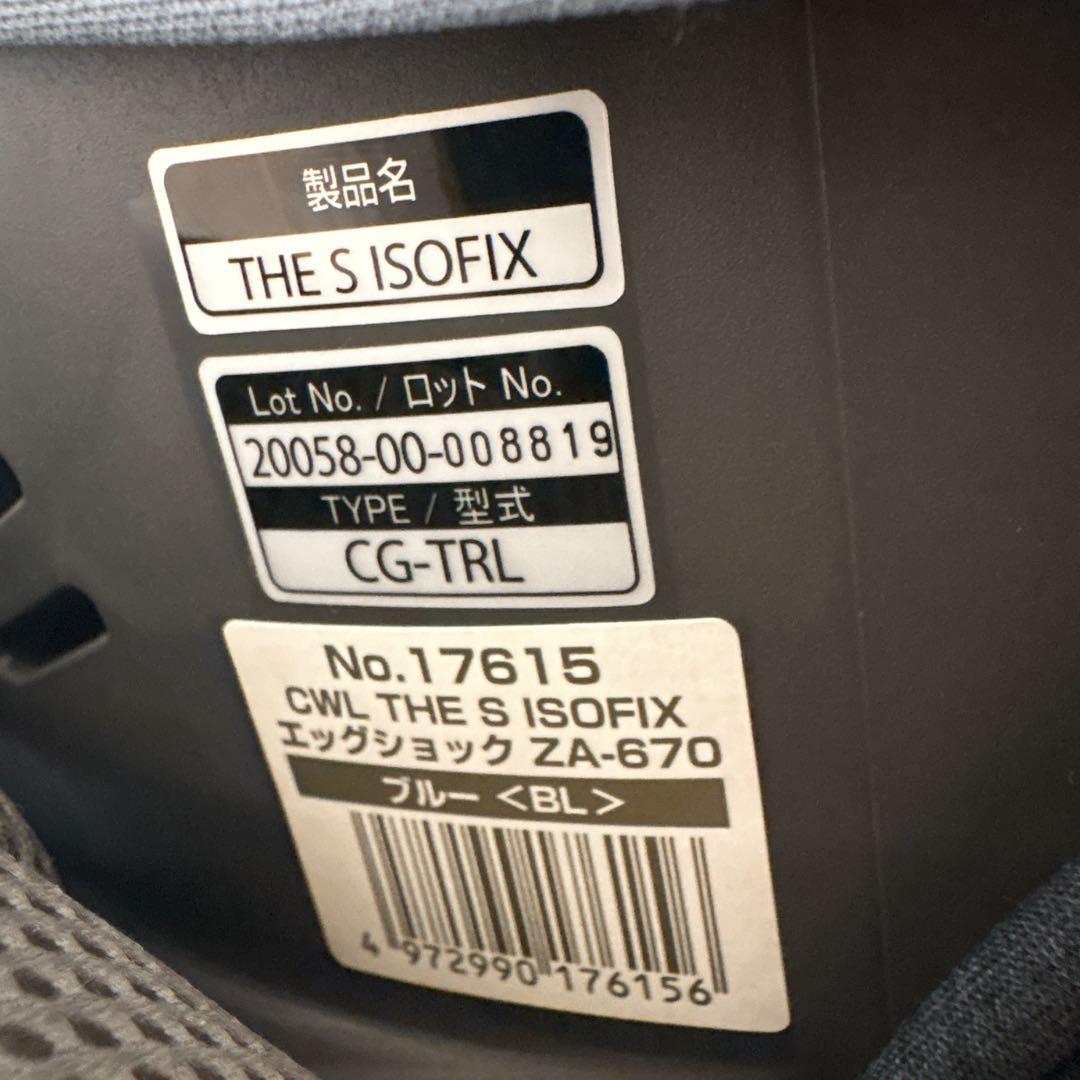 製品名
THE S ISOFIX
Lot No. / ロット No.
20058-00-008819
TYPE / 型式
CG-TRL
No.17615
CWL THE S ISOFIX
エッグショック ZA-670
ブルー <BL>
4 972990 176156